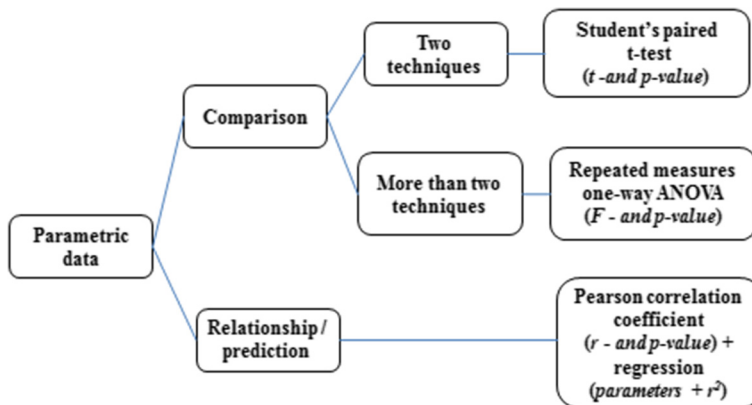 Two
techniques
Student's paired
t-test
(t -and p-value)
Comparison
More than two
techniques
Repeated measures
one-way ANOVA
(F - and p-value)
Parametric
data
Relationship /
prediction
Pearson correlation
coefficient
(r - and p-value) +
regression
(parameters + r²)